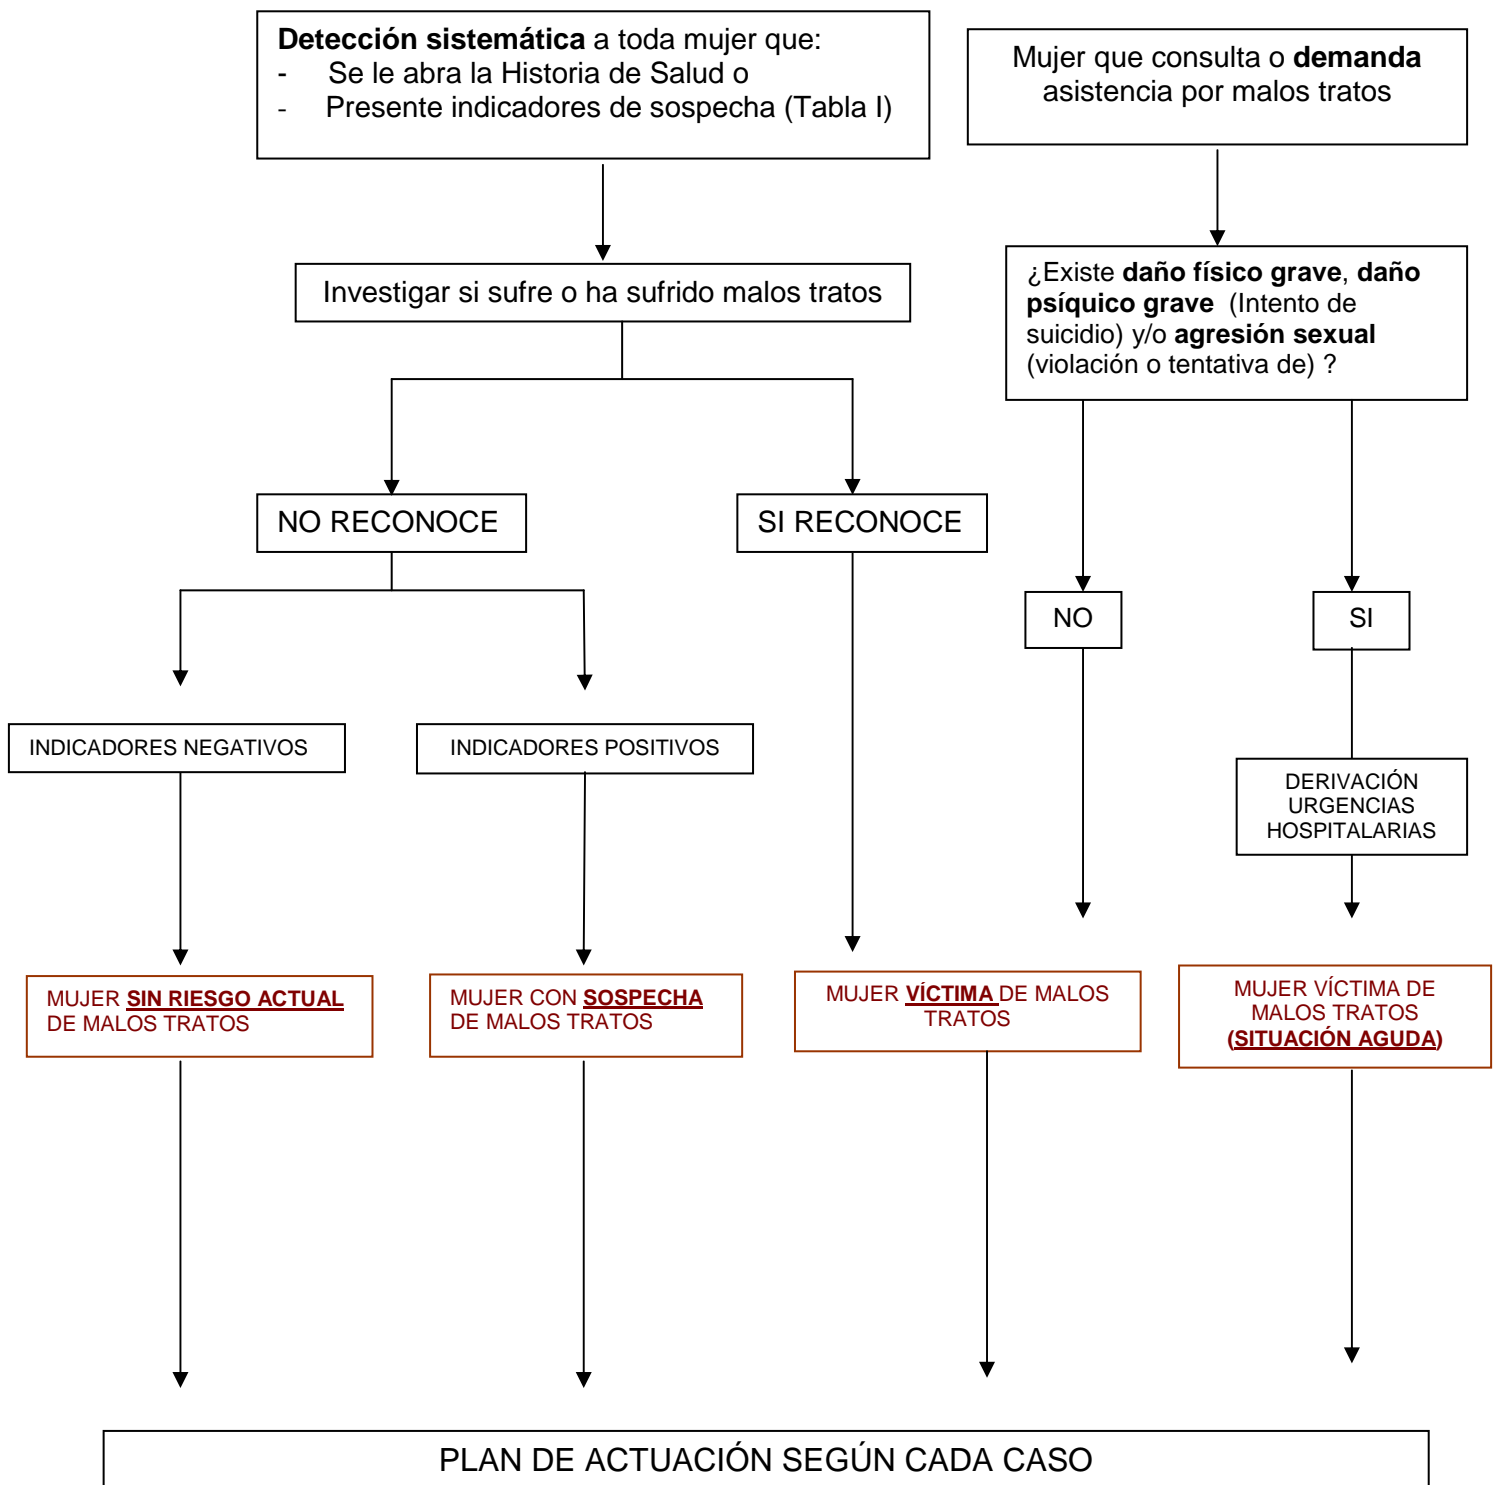 Detección sistemática a toda mujer que:
- Se le abra la Historia de Salud o
- Presente indicadores de sospecha (Tabla I)
Mujer que consulta o demanda
asistencia por malos tratos
Investigar si sufre o ha sufrido malos tratos
¿Existe daño físico grave, daño
psíquico grave (Intento de
suicidio) y/o agresión sexual
(violación o tentativa de) ?
NO RECONOCE
SI RECONOCE
NO
SI
INDICADORES NEGATIVOS
INDICADORES POSITIVOS
DERIVACIÓN
URGENCIAS
HOSPITALARIAS
MUJER SIN RIESGO ACTUAL
DE MALOS TRATOS
MUJER CON SOSPECHA
DE MALOS TRATOS
MUJER VÍCTIMA DE MALOS
TRATOS
MUJER VÍCTIMA DE
MALOS TRATOS
(SITUACIÓN AGUDA)
PLAN DE ACTUACIÓN SEGÚN CADA CASO